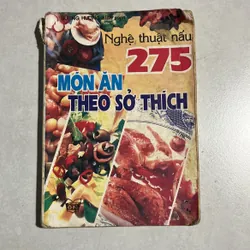 Nghệ thuật nấu
275
MÓN ĂN
THEO SỞ THÍCH